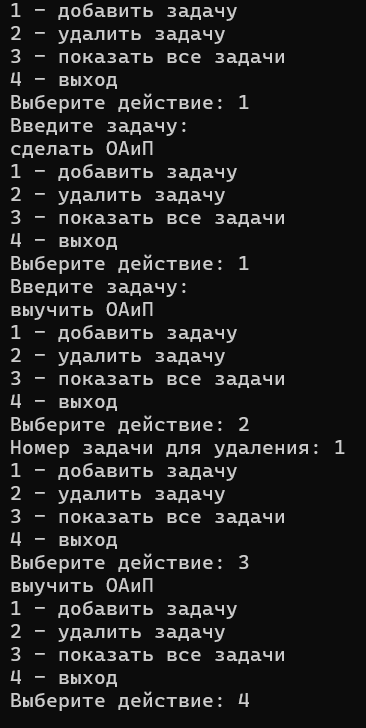 1 - добавить задачу
2 - удалить задачу
3 - показать все задачи
4 - выход
Выберите действие: 1
Введите задачу:
сделать ОАиП
1 - добавить задачу
2 - удалить задачу
3 - показать все задачи
4 - выход
Выберите действие: 1
Введите задачу:
выучить ОАиП
1 - добавить задачу
2 - удалить задачу
3 - показать все задачи
4 - выход
Выберите действие: 2
Номер задачи для удаления: 1
1 - добавить задачу
2 - удалить задачу
3 - показать все задачи
4 - выход
Выберите действие: 3
выучить ОАиП
1 - добавить задачу
2 - удалить задачу
3 - показать все задачи
4 - выход
Выберите действие: 4